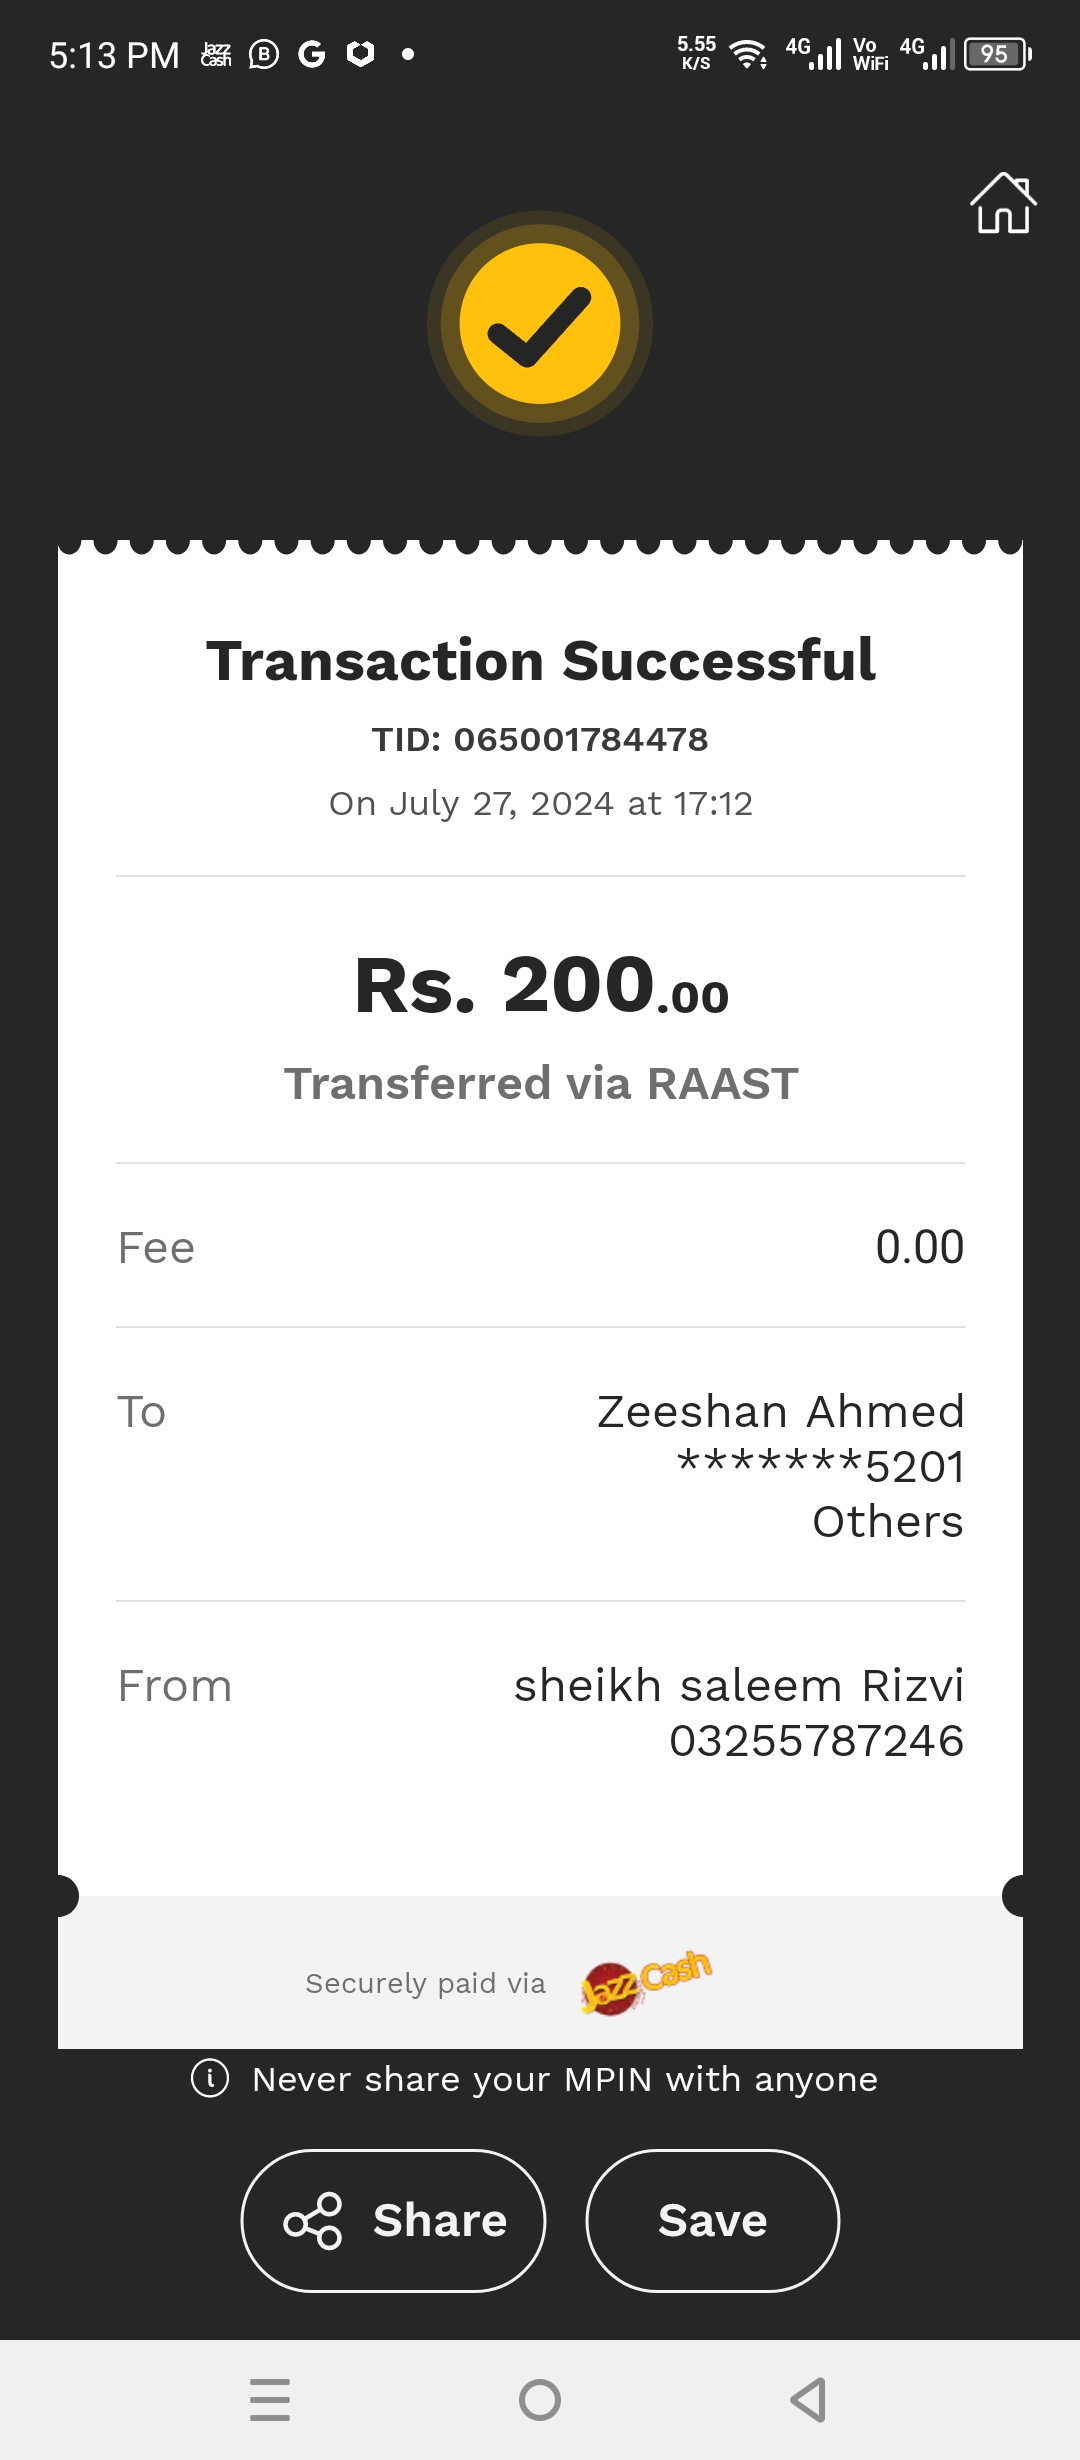 5:13 PM Jazz Cash B G 5.55 K/S 4G Vo WiFi 4G 95
Transaction Successful
TID: 065001784478
On July 27, 2024 at 17:12
Rs. 200.00
Transferred via RAAST
Fee 0.00
To Zeeshan Ahmed
*******5201
Others
From sheikh saleem Rizvi
03255787246
Securely paid via JazzCash
i Never share your MPIN with anyone
Share Save